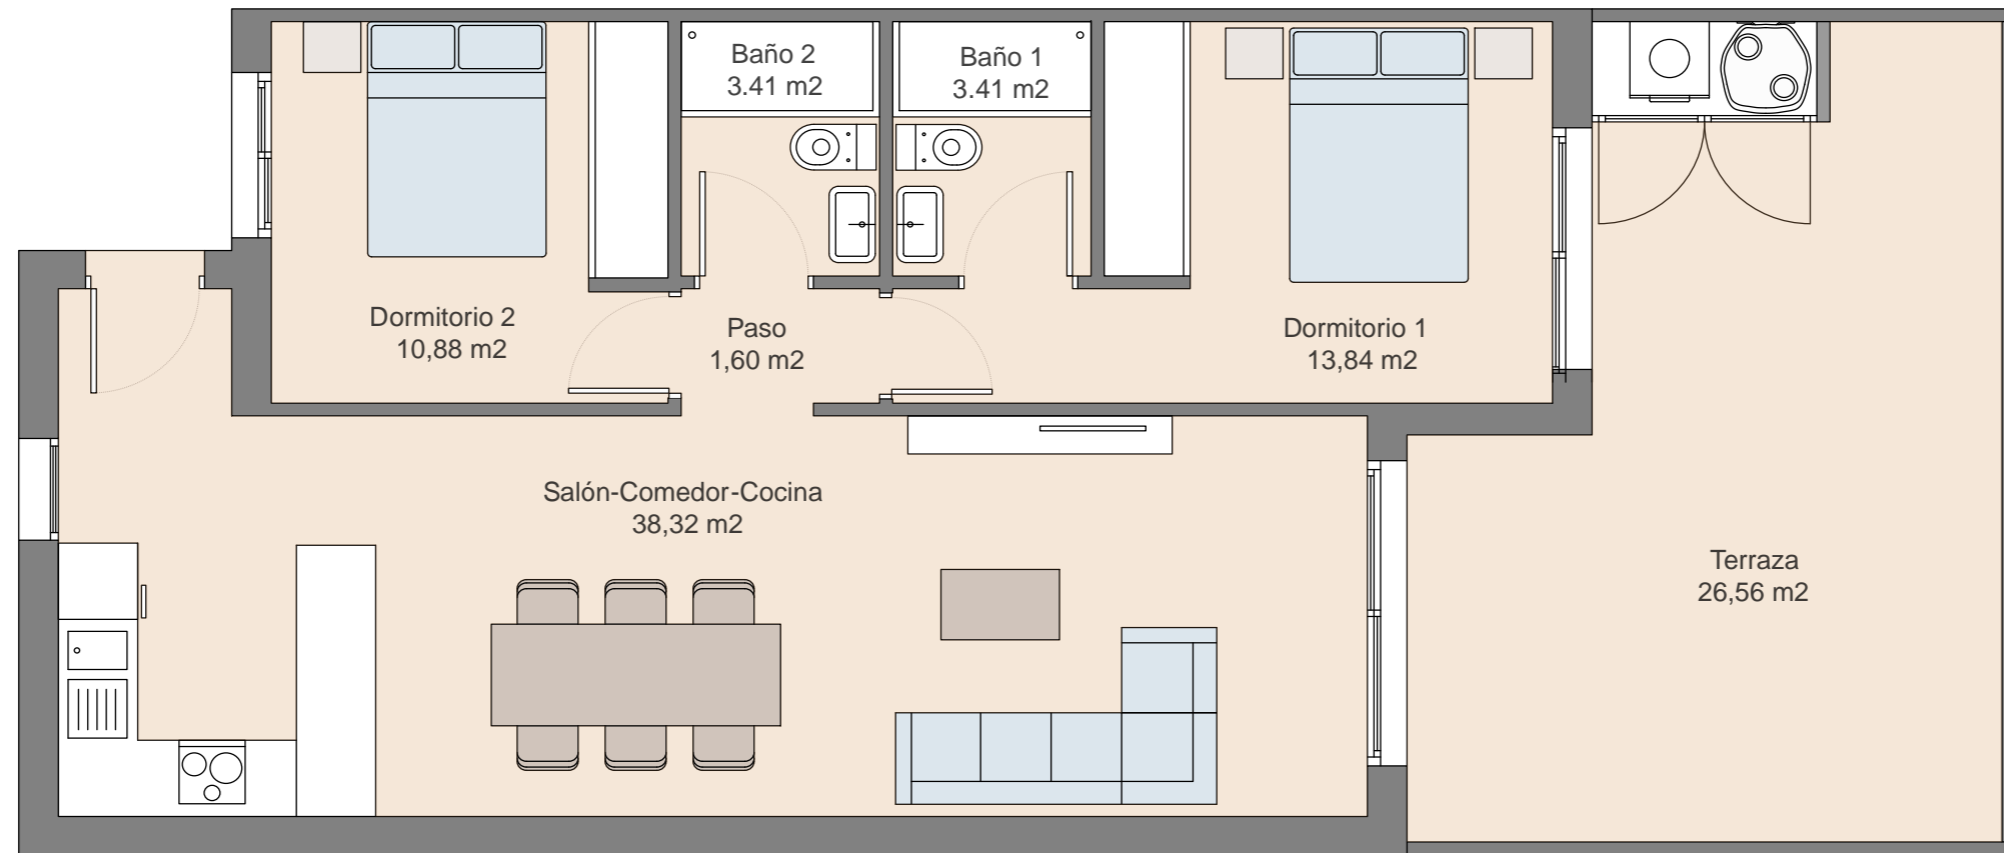 Baño 2
3.41 m2
Baño 1
3.41 m2
Dormitorio 2
10,88 m2
Paso
1,60 m2
Dormitorio 1
13,84 m2
Salón-Comedor-Cocina
38,32 m2
Terraza
26,56 m2